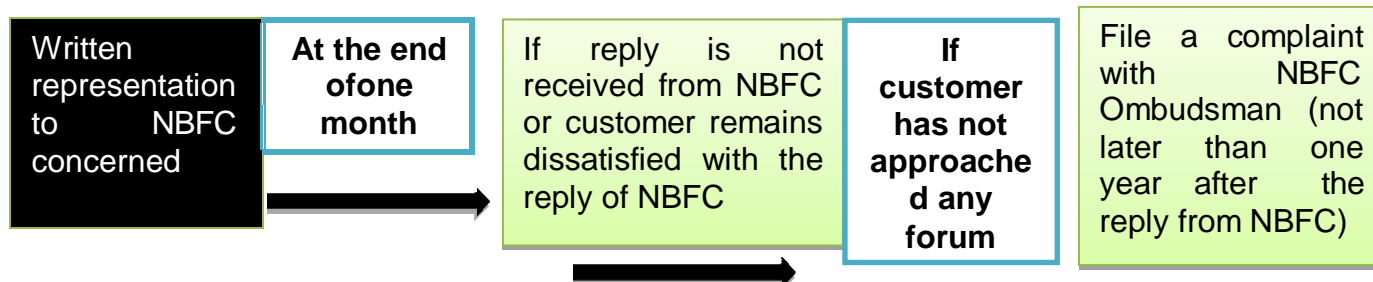 Written
representation
to NBFC
concerned
At the end
ofone
month
If reply is not
received from NBFC
or customer remains
dissatisfied with the
reply of NBFC
If
customer
has not
approache
d any
forum
File a complaint
with NBFC
Ombudsman (not
later than one
year after the
reply from NBFC)